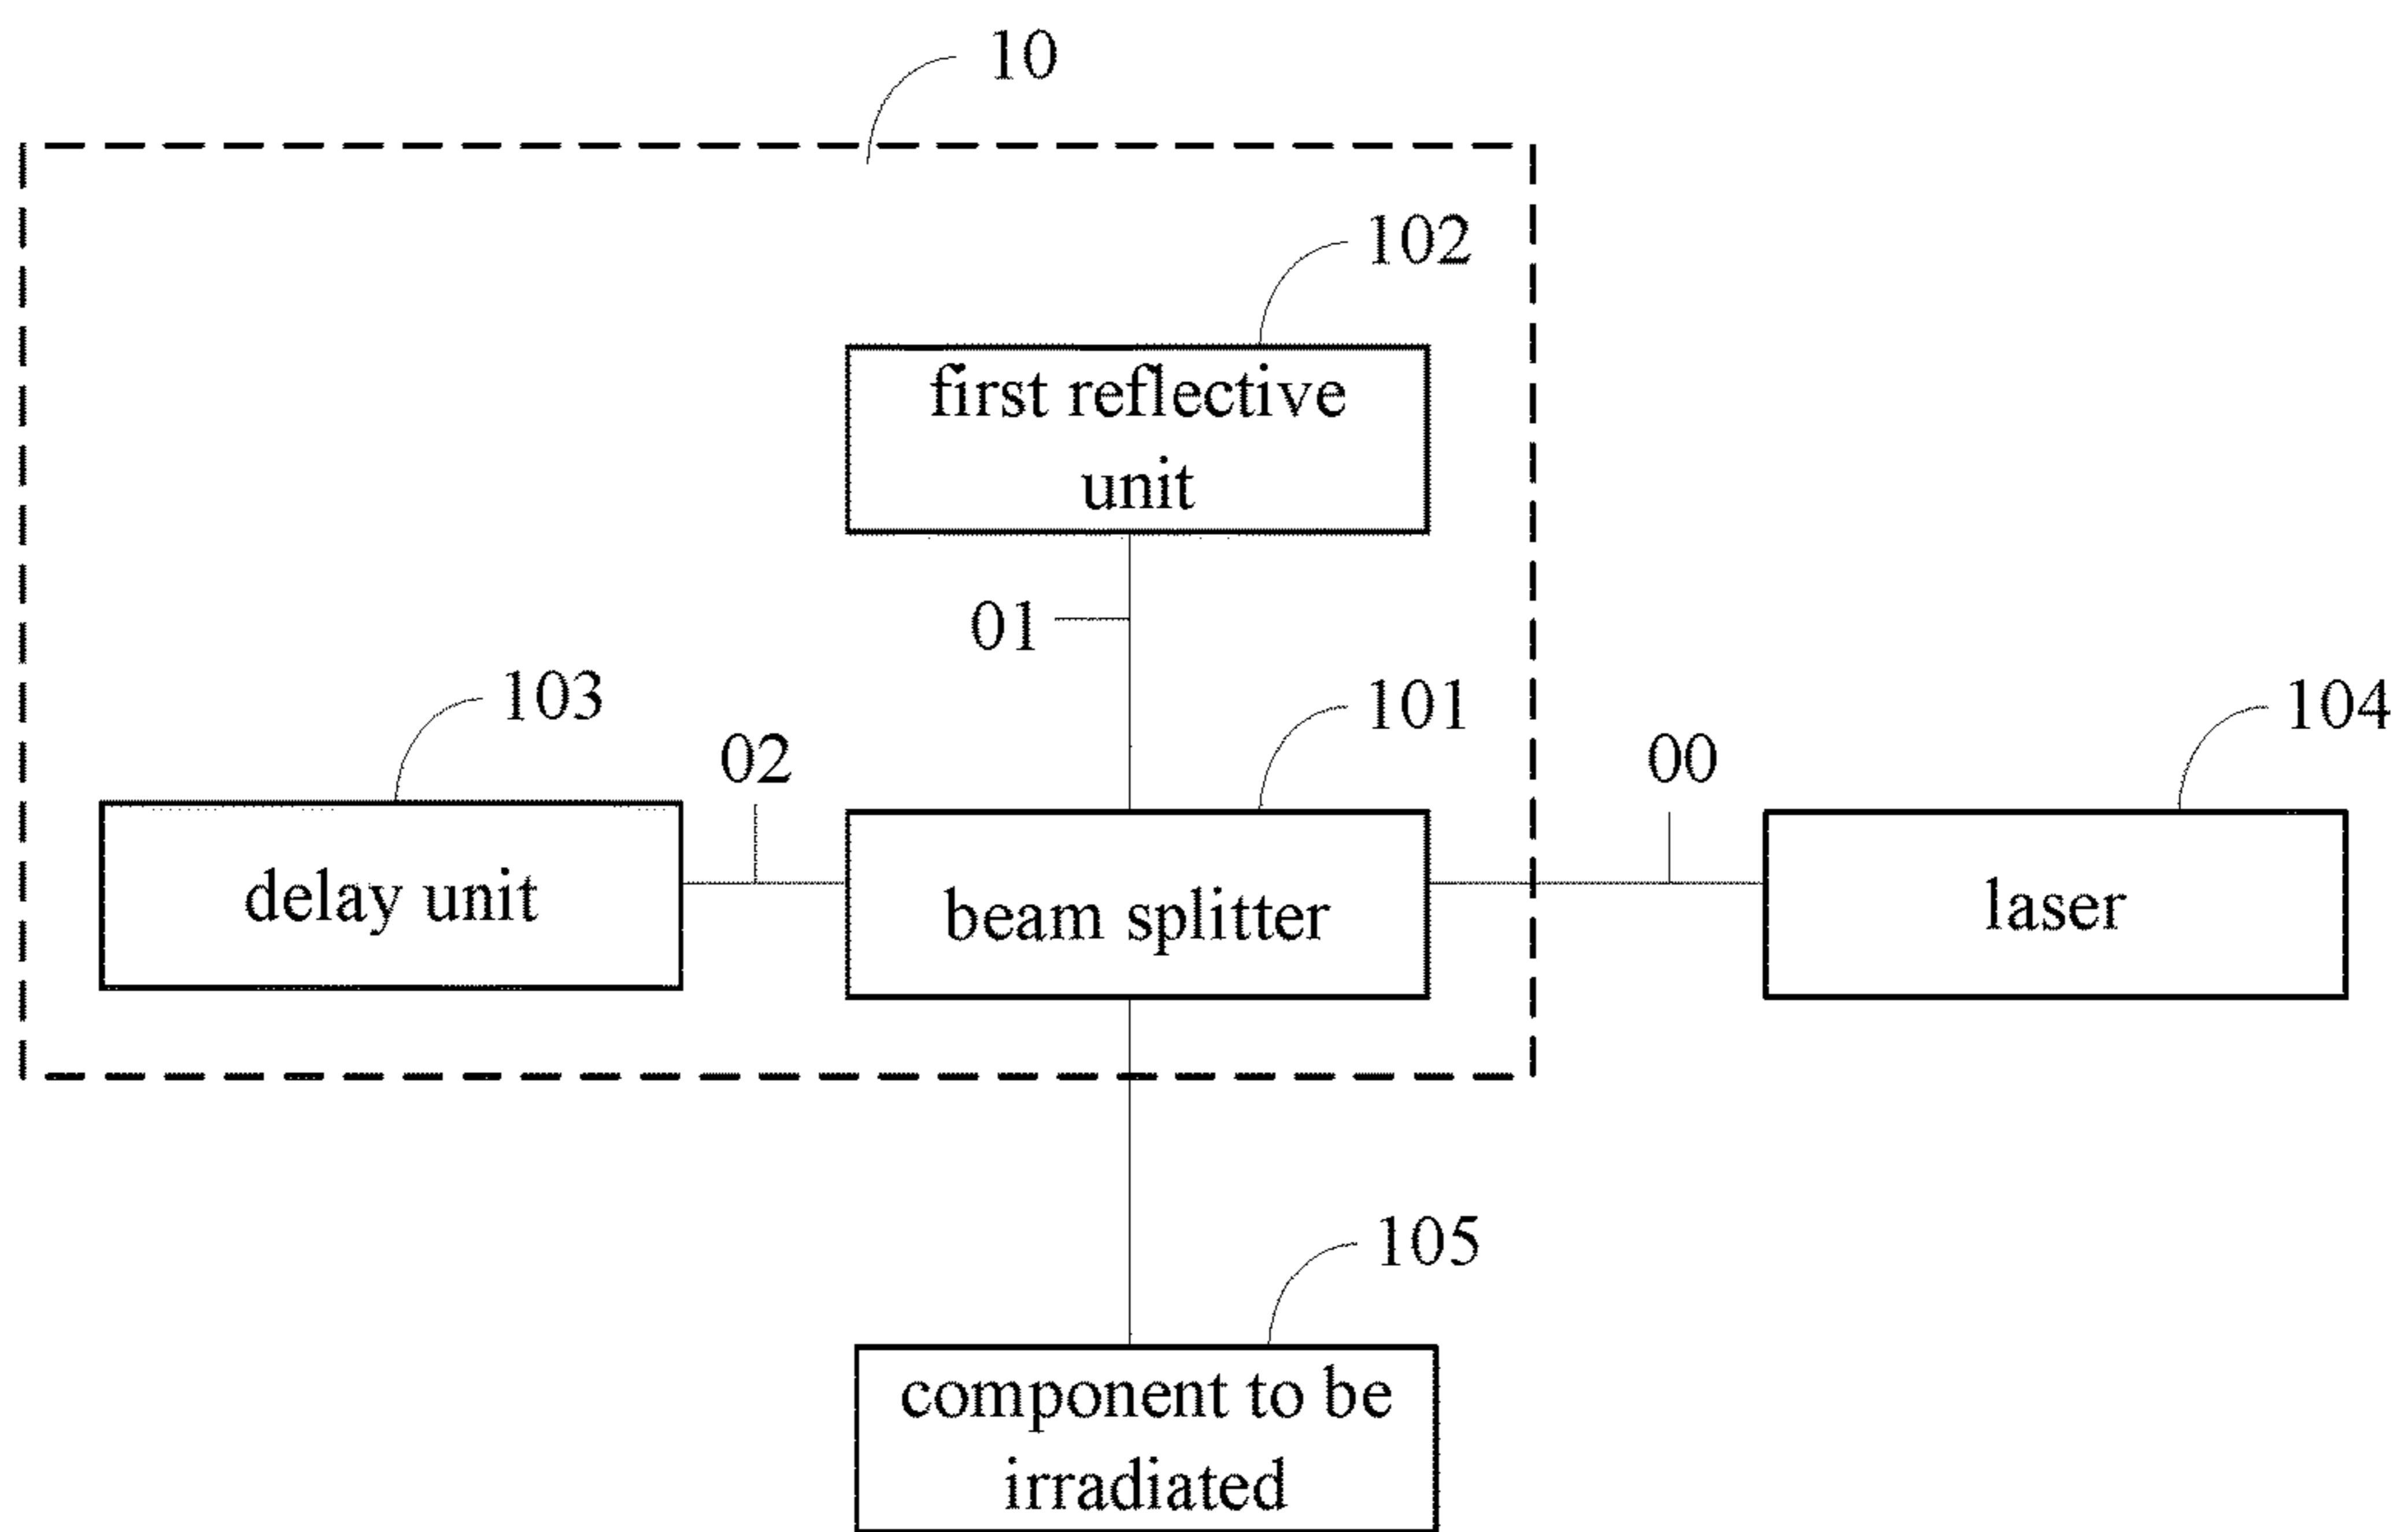 10
102
first reflective
unit
01
103
02
101
00
104
delay unit
beam splitter
laser
105
component to be
irradiated